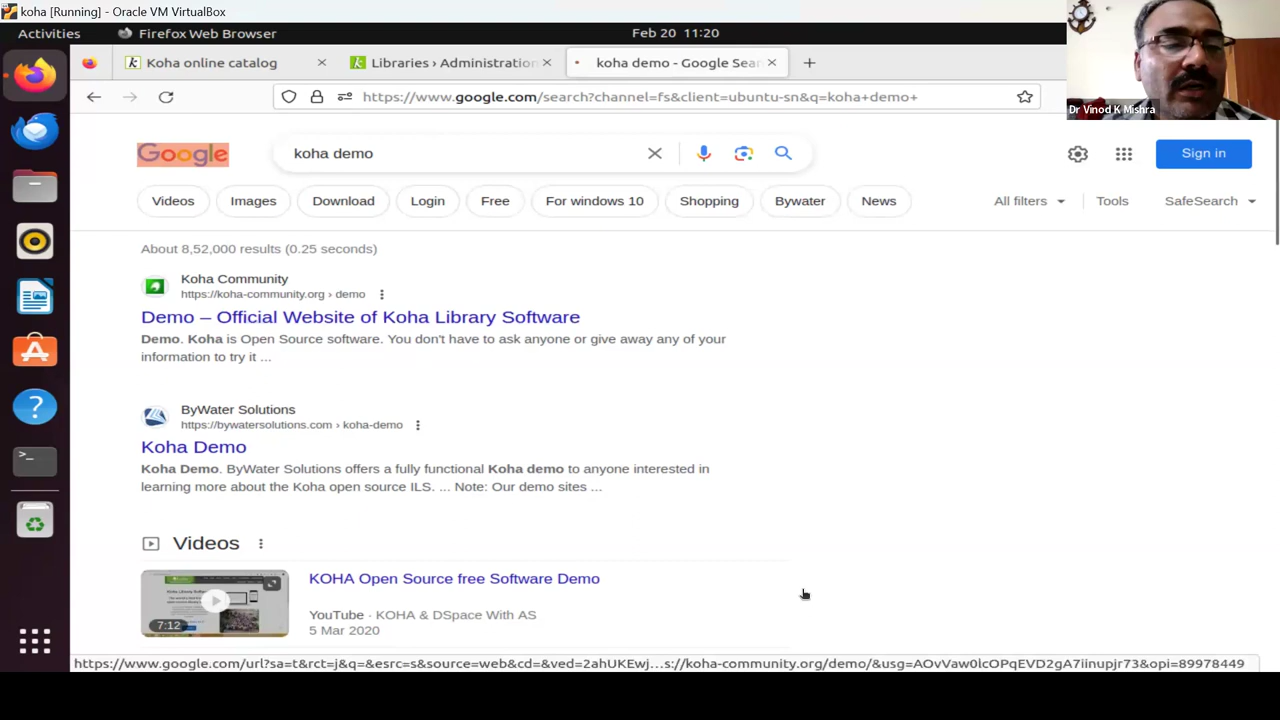 koha [Running] - Oracle VM VirtualBox
Activities
Firefox Web Browser
Feb 20 11:20
Koha online catalog
Libraries › Administration
koha demo - Google Sear
https://www.google.com/search?channel=fs&client=ubuntu-sn&q=koha+demo+
Dr Vinod K Mishra
Google
koha demo
Sign in
Videos
Images
Download
Login
Free
For windows 10
Shopping
Bywater
News
All filters
Tools
SafeSearch
About 8,52,000 results (0.25 seconds)
Koha Community
https://koha-community.org › demo
Demo – Official Website of Koha Library Software
Demo. Koha is Open Source software. You don't have to ask anyone or give away any of your
information to try it ...
ByWater Solutions
https://bywatersolutions.com › koha-demo
Koha Demo
Koha Demo. ByWater Solutions offers a fully functional Koha demo to anyone interested in
learning more about the Koha open source ILS. ... Note: Our demo sites ...
Videos
KOHA Open Source free Software Demo
7:12
YouTube · KOHA & DSpace With AS
5 Mar 2020
https://www.google.com/url?sa=t&rct=j&q=&esrc=s&source=web&cd=&ved=2ahUKEwj…s://koha-community.org/demo/&usg=AOvVaw0lcOPqEVD2gA7iinupjr73&opi=89978449